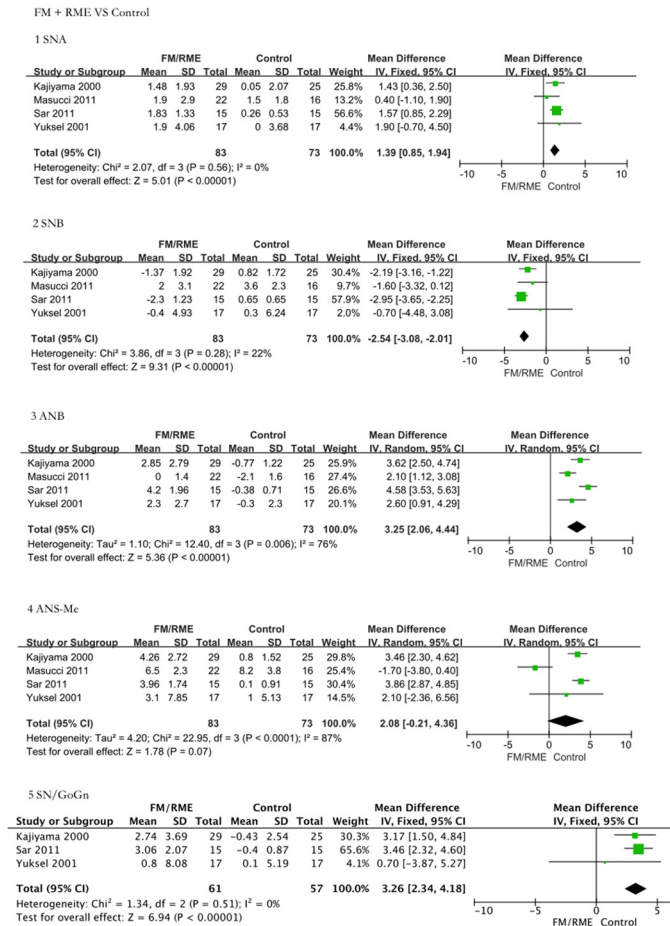 FM + RME VS Control
1 SNA
FM/RME Control Mean Difference Mean Difference
Study or Subgroup Mean SD Total Mean SD Total Weight IV, Fixed, 95% CI IV, Fixed, 95% CI
Kajiyama 2000 1.48 1.93 29 0.05 2.07 25 25.8% 1.43 [0.36, 2.50]
Masucci 2011 1.9 2.9 22 1.5 1.8 16 13.2% 0.40 [-1.10, 1.90]
Sar 2011 1.83 1.33 15 0.26 0.53 15 56.6% 1.57 [0.85, 2.29]
Yuksel 2001 1.9 4.06 17 0 3.68 17 4.4% 1.90 [-0.70, 4.50]
Total (95% CI) 83 73 100.0% 1.39 [0.85, 1.94]
Heterogeneity: Chi² = 2.07, df = 3 (P = 0.56); I² = 0%
Test for overall effect: Z = 5.01 (P < 0.00001)
-10 -5 0 5 10
FM/RME Control
2 SNB
FM/RME Control Mean Difference Mean Difference
Study or Subgroup Mean SD Total Mean SD Total Weight IV, Fixed, 95% CI IV, Fixed, 95% CI
Kajiyama 2000 -1.37 1.92 29 0.82 1.72 25 30.4% -2.19 [-3.16, -1.22]
Masucci 2011 2 3.1 22 3.6 2.3 16 9.7% -1.60 [-3.32, 0.12]
Sar 2011 -2.3 1.23 15 0.65 0.65 15 57.9% -2.95 [-3.65, -2.25]
Yuksel 2001 -0.4 4.93 17 0.3 6.24 17 2.0% -0.70 [-4.48, 3.08]
Total (95% CI) 83 73 100.0% -2.54 [-3.08, -2.01]
Heterogeneity: Chi² = 3.86, df = 3 (P = 0.28); I² = 22%
Test for overall effect: Z = 9.31 (P < 0.00001)
-10 -5 0 5 10
FM/RME Control
3 ANB
FM/RME Control Mean Difference Mean Difference
Study or Subgroup Mean SD Total Mean SD Total Weight IV, Random, 95% CI IV, Random, 95% CI
Kajiyama 2000 2.85 2.79 29 -0.77 1.22 25 25.9% 3.62 [2.50, 4.74]
Masucci 2011 0 1.4 22 -2.1 1.6 16 27.4% 2.10 [1.12, 3.08]
Sar 2011 4.2 1.96 15 -0.38 0.71 15 26.6% 4.58 [3.53, 5.63]
Yuksel 2001 2.3 2.7 17 -0.3 2.3 17 20.1% 2.60 [0.91, 4.29]
Total (95% CI) 83 73 100.0% 3.25 [2.06, 4.44]
Heterogeneity: Tau² = 1.10; Chi² = 12.40, df = 3 (P = 0.006); I² = 76%
Test for overall effect: Z = 5.36 (P < 0.00001)
-10 -5 0 5 10
FM/RME Control
4 ANS-Me
FM/RME Control Mean Difference Mean Difference
Study or Subgroup Mean SD Total Mean SD Total Weight IV, Random, 95% CI IV, Random, 95% CI
Kajiyama 2000 4.26 2.72 29 0.8 1.52 25 29.8% 3.46 [2.30, 4.62]
Masucci 2011 6.5 2.3 22 8.2 3.8 16 25.3% -1.70 [-3.80, 0.40]
Sar 2011 3.96 1.74 15 0.1 0.91 15 30.4% 3.86 [2.87, 4.85]
Yuksel 2001 3.1 7.85 17 1 5.13 17 14.5% 2.10 [-2.36, 6.56]
Total (95% CI) 83 73 100.0% 2.08 [-0.21, 4.36]
Heterogeneity: Tau² = 4.20; Chi² = 22.95, df = 3 (P < 0.0001); I² = 87%
Test for overall effect: Z = 1.78 (P = 0.07)
-10 -5 0 5 10
FM/RME Control
5 SN/GoGn
FM/RME Control Mean Difference Mean Difference
Study or Subgroup Mean SD Total Mean SD Total Weight IV, Fixed, 95% CI IV, Fixed, 95% CI
Kajiyama 2000 2.74 3.69 29 -0.43 2.54 25 30.3% 3.17 [1.50, 4.84]
Sar 2011 3.06 2.07 15 -0.4 0.87 15 65.6% 3.46 [2.32, 4.60]
Yuksel 2001 0.8 8.08 17 0.1 5.19 17 4.1% 0.70 [-3.87, 5.27]
Total (95% CI) 61 57 100.0% 3.26 [2.34, 4.18]
Heterogeneity: Chi² = 1.34, df = 2 (P = 0.51); I² = 0%
Test for overall effect: Z = 6.94 (P < 0.00001)
-10 -5 0 5 10
FM/RME Control